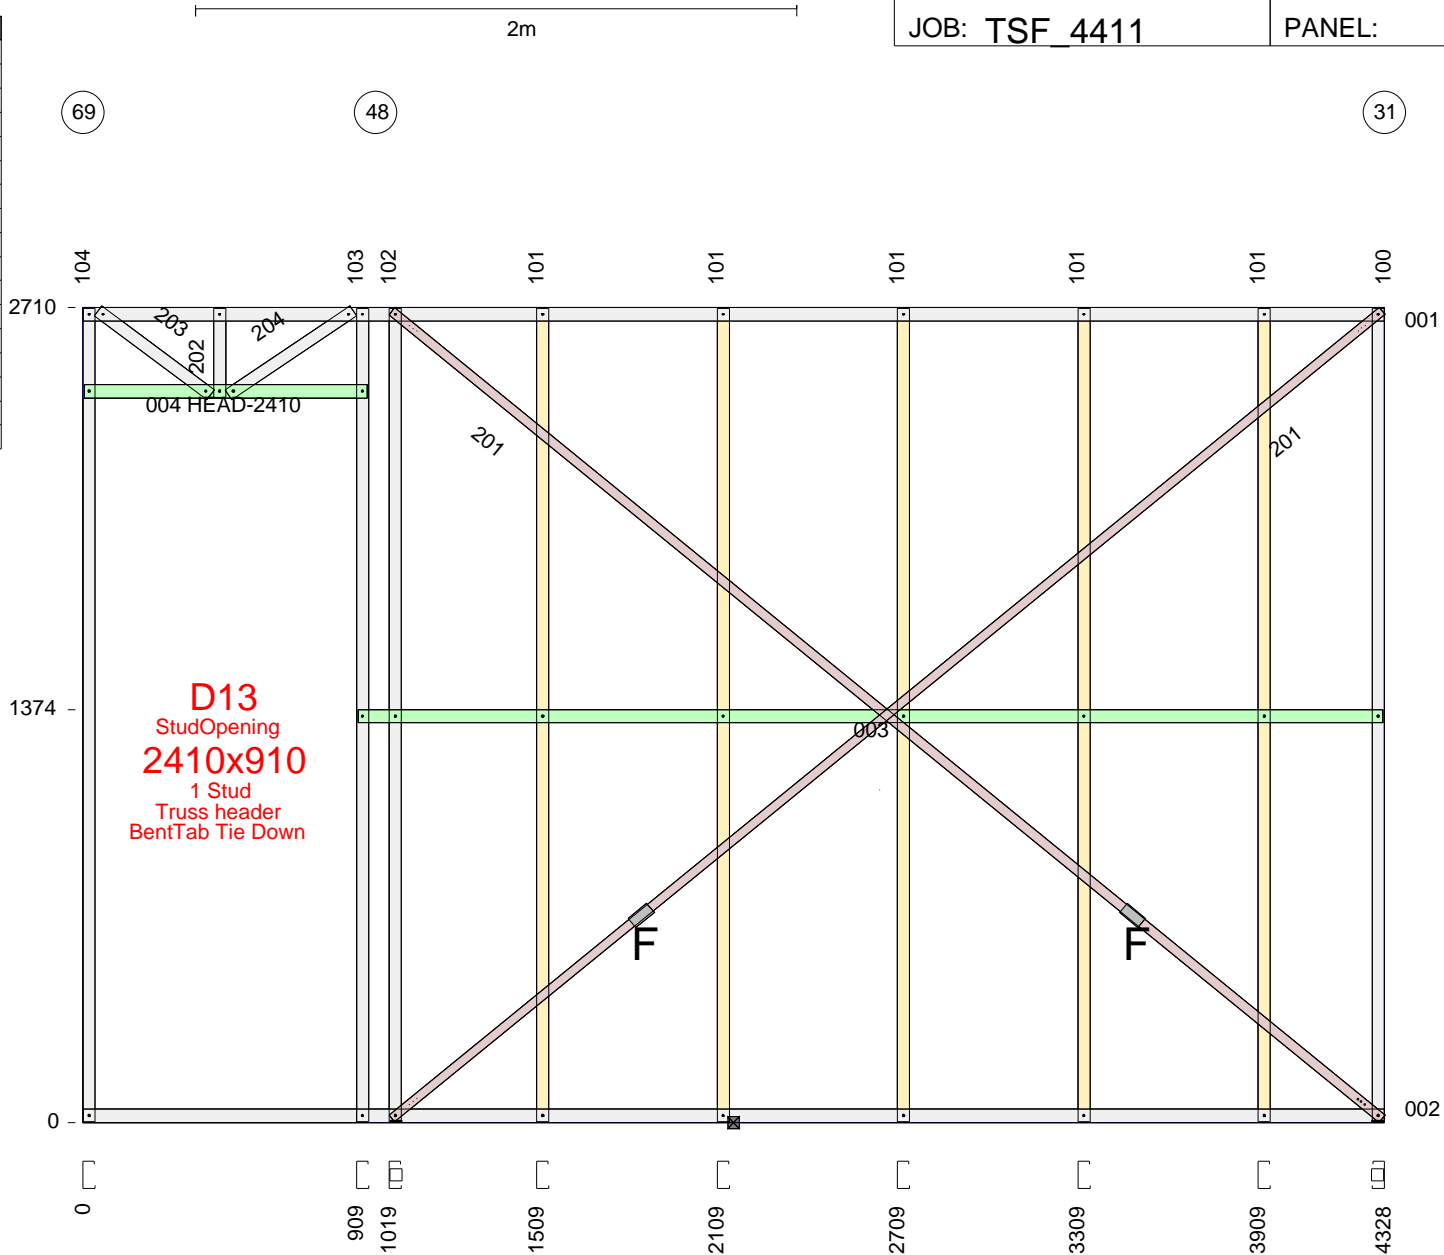 2m
JOB: TSF_4411 PANEL:
69 48 31
104 103 102 101 101 101 101 101 100
2710
001
203 202 204
004 HEAD-2410
201 201
1374
003
D13
StudOpening
2410x910
1 Stud
Truss header
BentTab Tie Down
F F
0
002
0 909 1019 1509 2109 2709 3309 3909 4328